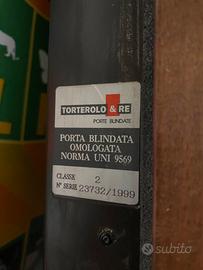 TORTEROLO & RE
PORTE BLINDATE
PORTA BLINDATA
OMOLOGATA
NORMA UNI 9569
CLASSE 2
N° SERIE 23732/1999
subito